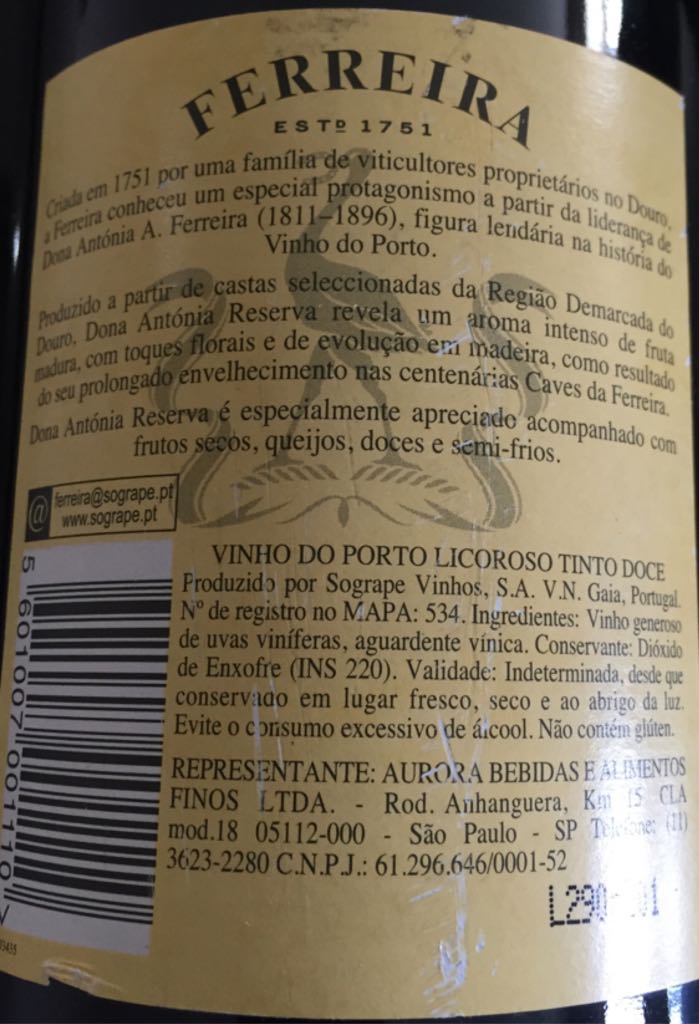 FERREIRA
ESTD 1751
Criada em 1751 por uma família de viticultores proprietários no Douro,
a Ferreira conheceu um especial protagonismo a partir da liderança de
Dona Antónia A. Ferreira (1811–1896), figura lendária na história do
Vinho do Porto.
Produzido a partir de castas seleccionadas da Região Demarcada do
Douro, Dona Antónia Reserva revela um aroma intenso de fruta
madura, com toques florais e de evolução em madeira, como resultado
do seu prolongado envelhecimento nas centenárias Caves da Ferreira.
Dona Antónia Reserva é especialmente apreciado acompanhado com
frutos secos, queijos, doces e semi-frios.
@ ferreira@sogrape.pt
www.sogrape.pt
VINHO DO PORTO LICOROSO TINTO DOCE
Produzido por Sogrape Vinhos, S.A. V.N. Gaia, Portugal.
Nº de registro no MAPA: 534. Ingredientes: Vinho generoso
de uvas viníferas, aguardente vínica. Conservante: Dióxido
de Enxofre (INS 220). Validade: Indeterminada, desde que
conservado em lugar fresco, seco e ao abrigo da luz.
Evite o consumo excessivo de álcool. Não contém glúten.
REPRESENTANTE: AURORA BEBIDAS E ALIMENTOS
FINOS LTDA. - Rod. Anhanguera, Km 15 CLA
mod.18 05112-000 - São Paulo - SP Telefone: (11)
3623-2280 C.N.P.J.: 61.296.646/0001-52
5 601007 001110 >
L290